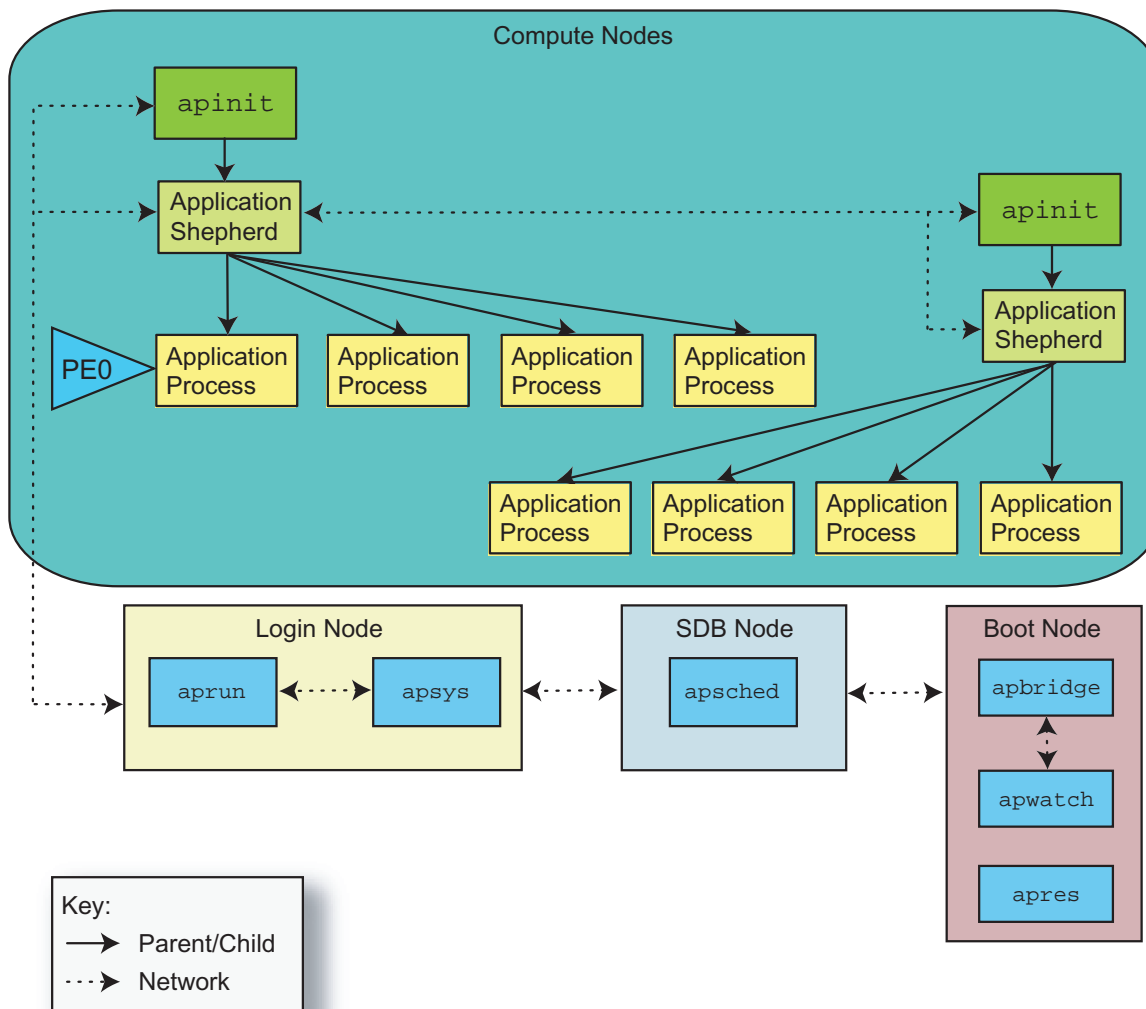 Compute Nodes
apinit
Application
Shepherd
apinit
Application
Shepherd
PE0
Application
Process
Application
Process
Application
Process
Application
Process
Application
Process
Application
Process
Application
Process
Application
Process
Login Node
aprun
apsys
SDB Node
apsched
Boot Node
apbridge
apwatch
apres
Key:
Parent/Child
Network